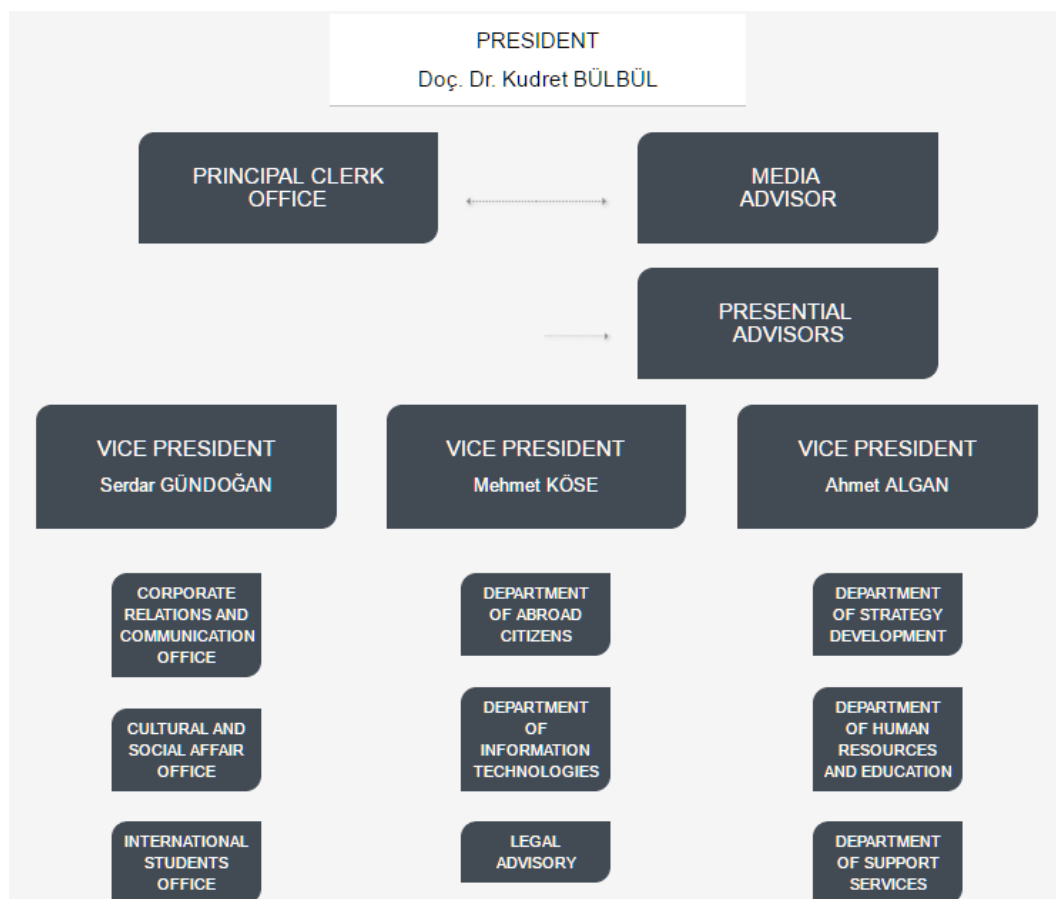 PRESIDENT
Doç. Dr. Kudret BÜLBÜL
PRINCIPAL CLERK
OFFICE
MEDIA
ADVISOR
PRESENTIAL
ADVISORS
VICE PRESIDENT
Serdar GÜNDOĞAN
VICE PRESIDENT
Mehmet KÖSE
VICE PRESIDENT
Ahmet ALGAN
CORPORATE
RELATIONS AND
COMMUNICATION
OFFICE
DEPARTMENT
OF ABROAD
CITIZENS
DEPARTMENT
OF STRATEGY
DEVELOPMENT
CULTURAL AND
SOCIAL AFFAIR
OFFICE
DEPARTMENT
OF
INFORMATION
TECHNOLOGIES
DEPARTMENT
OF HUMAN
RESOURCES
AND EDUCATION
INTERNATIONAL
STUDENTS
OFFICE
LEGAL
ADVISORY
DEPARTMENT
OF SUPPORT
SERVICES